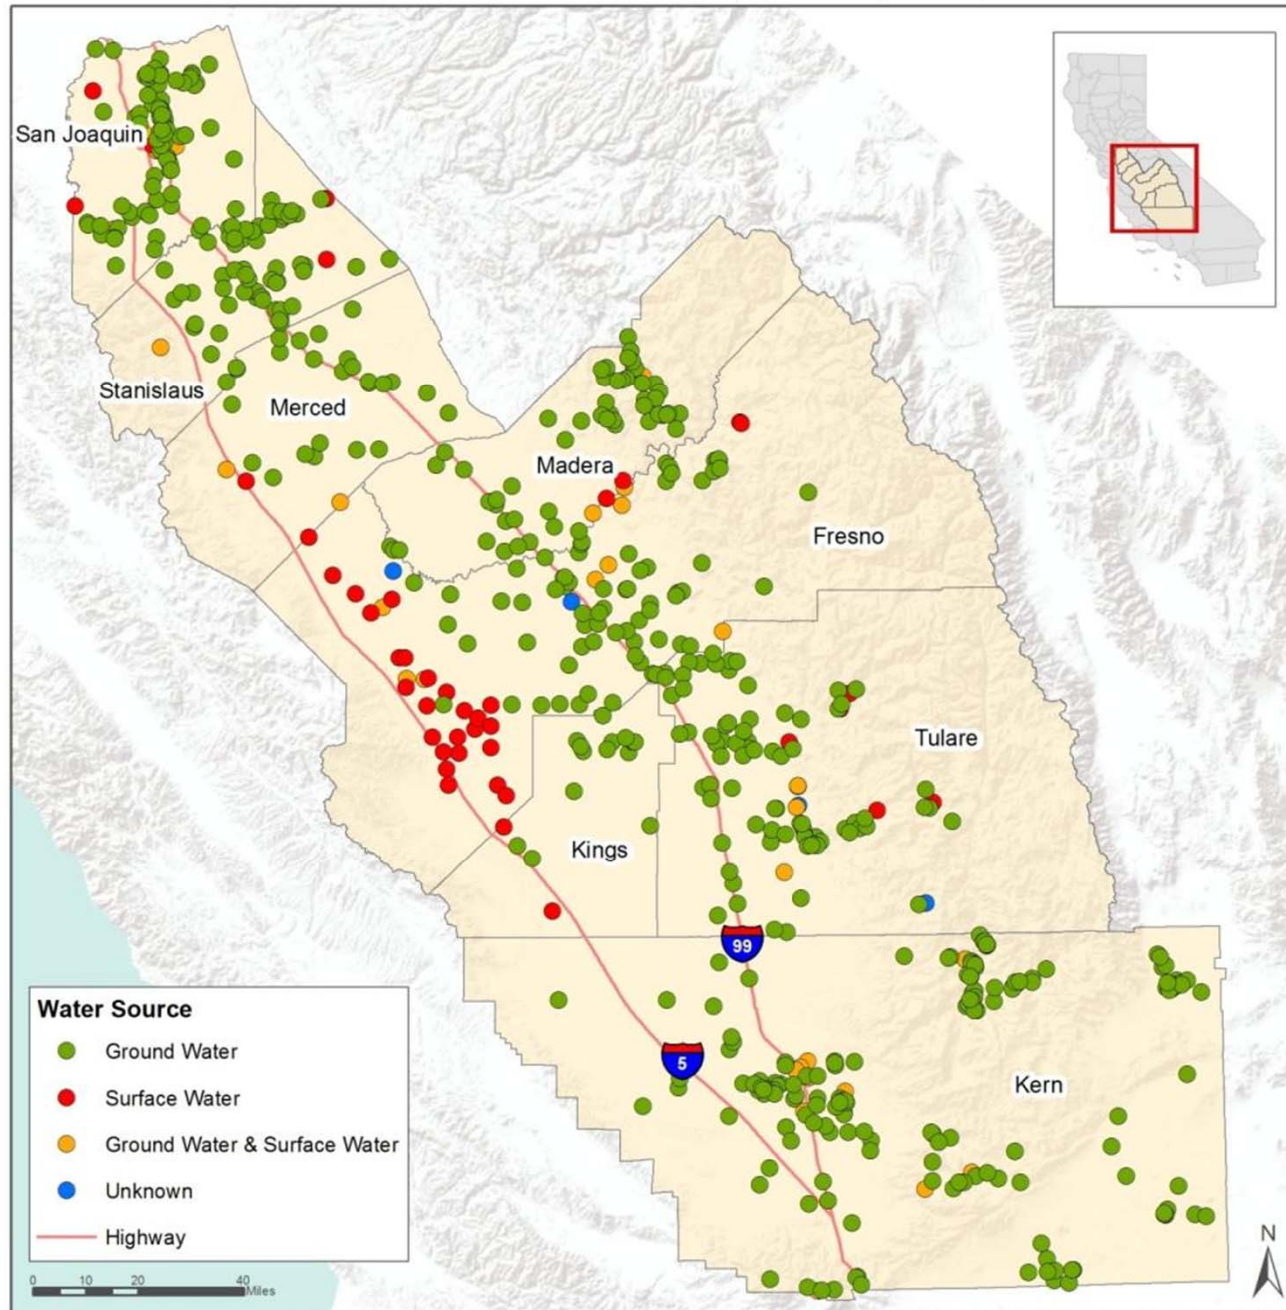 San Joaquin
Stanislaus
Merced
Madera
Fresno
Tulare
Kings
99
5
Kern
Water Source
Ground Water
Surface Water
Ground Water & Surface Water
Unknown
Highway
0 10 20 40
Miles
N